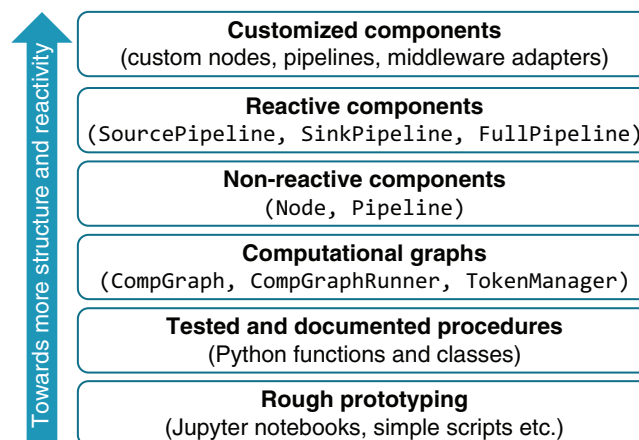 Towards more structure and reactivity
Customized components
(custom nodes, pipelines, middleware adapters)
Reactive components
(SourcePipeline, SinkPipeline, FullPipeline)
Non-reactive components
(Node, Pipeline)
Computational graphs
(CompGraph, CompGraphRunner, TokenManager)
Tested and documented procedures
(Python functions and classes)
Rough prototyping
(Jupyter notebooks, simple scripts etc.)